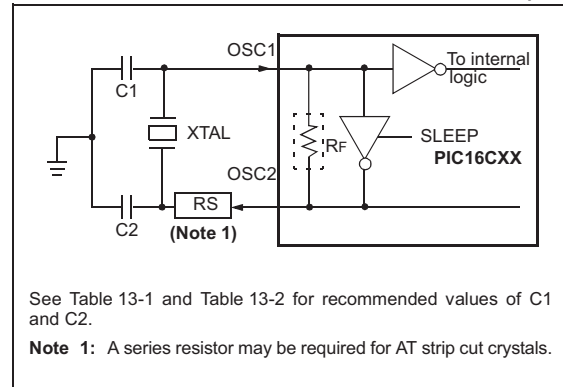 OSC1
To internal
logic
C1
XTAL
RF
SLEEP
PIC16CXX
OSC2
RS
C2
(Note 1)
See Table 13-1 and Table 13-2 for recommended values of C1
and C2.
Note 1: A series resistor may be required for AT strip cut crystals.